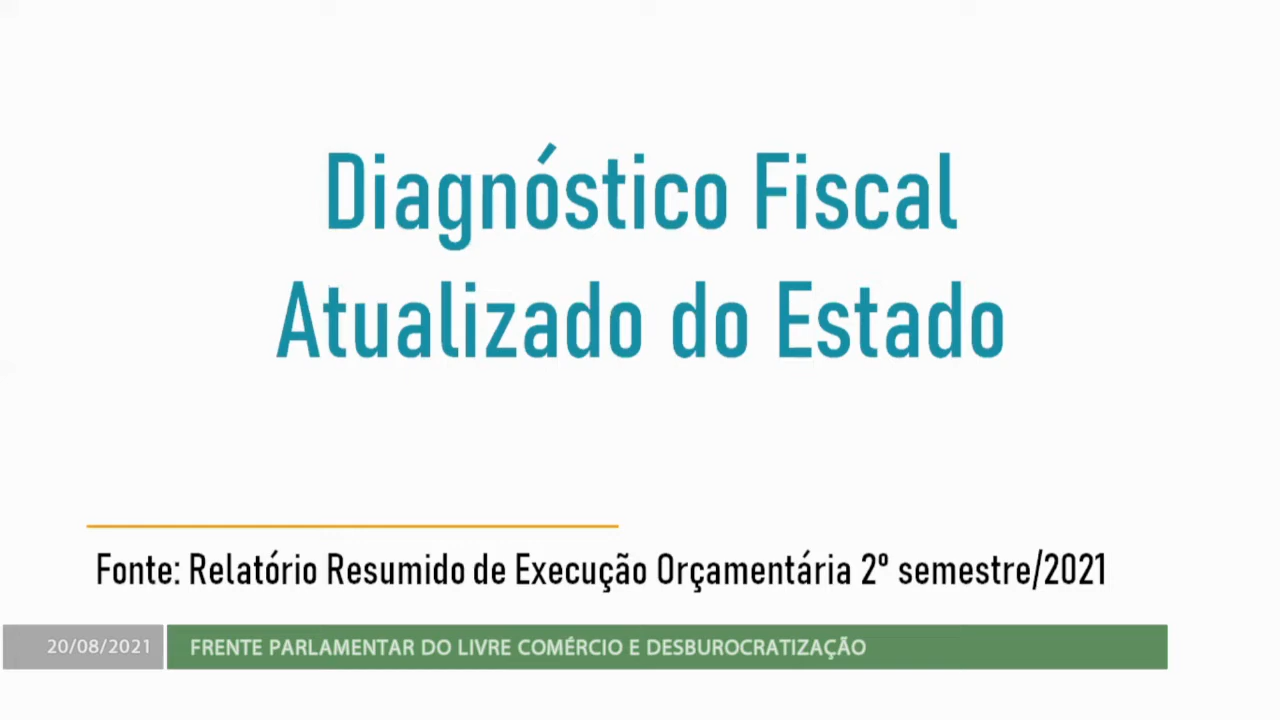 Diagnóstico Fiscal
Atualizado do Estado
Fonte: Relatório Resumido de Execução Orçamentária 2º semestre/2021
20/08/2021 FRENTE PARLAMENTAR DO LIVRE COMÉRCIO E DESBUROCRATIZAÇÃO